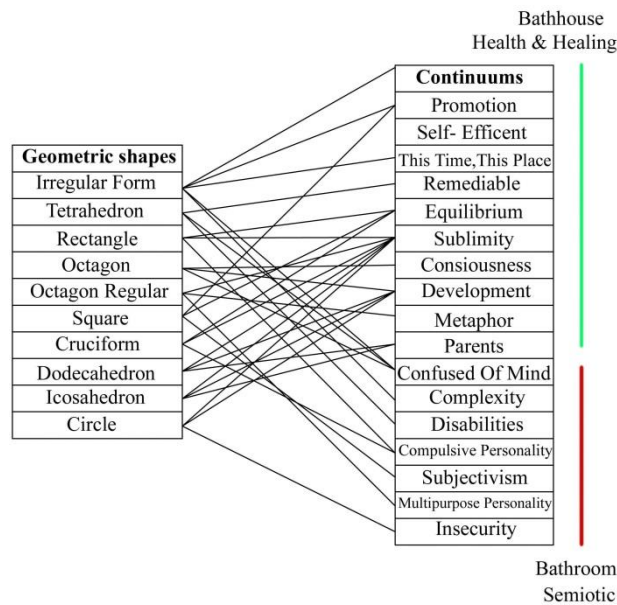 Bathhouse
Health & Healing
Geometric shapes
Irregular Form
Tetrahedron
Rectangle
Octagon
Octagon Regular
Square
Cruciform
Dodecahedron
Icosahedron
Circle
Continuums
Promotion
Self- Efficent
This Time,This Place
Remediable
Equilibrium
Sublimity
Consiousness
Development
Metaphor
Parents
Confused Of Mind
Complexity
Disabilities
Compulsive Personality
Subjectivism
Multipurpose Personality
Insecurity
Bathroom
Semiotic